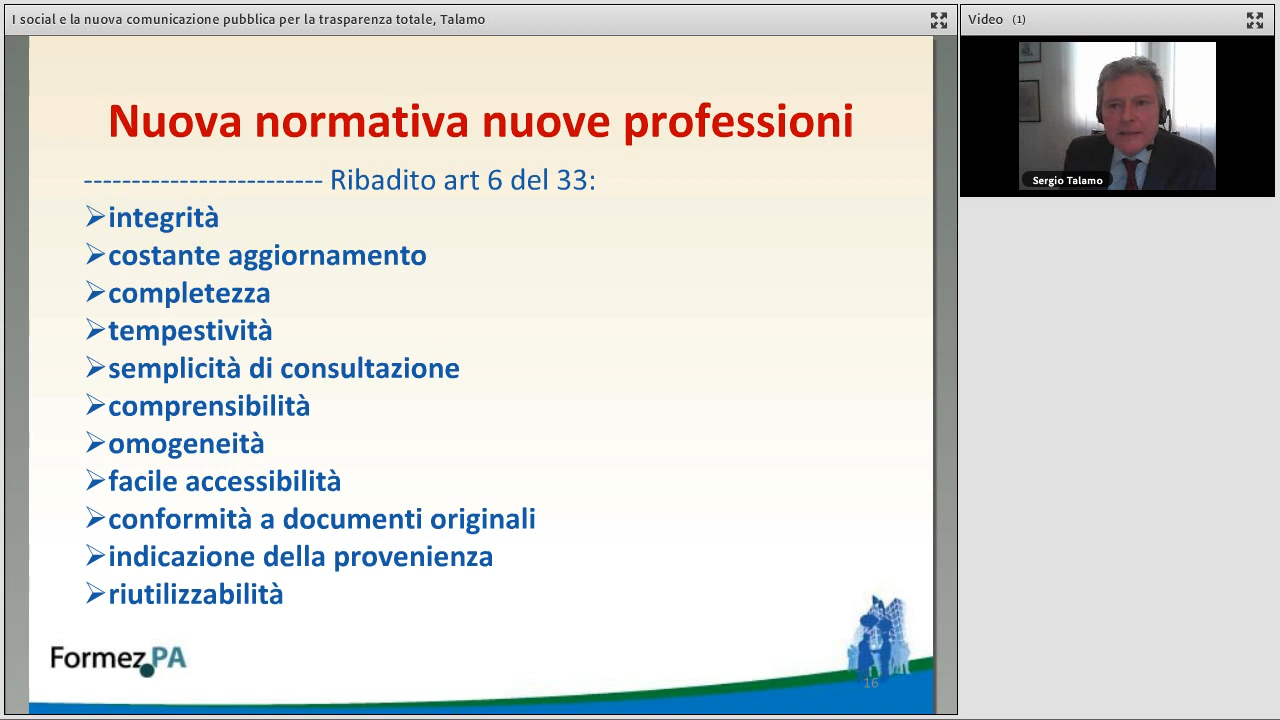 I social e la nuova comunicazione pubblica per la trasparenza totale, Talamo
Video (1)
Nuova normativa nuove professioni
------------------------- Ribadito art 6 del 33:
➢integrità
➢costante aggiornamento
➢completezza
➢tempestività
➢semplicità di consultazione
➢comprensibilità
➢omogeneità
➢facile accessibilità
➢conformità a documenti originali
➢indicazione della provenienza
➢riutilizzabilità
Formez PA
16
Sergio Talamo